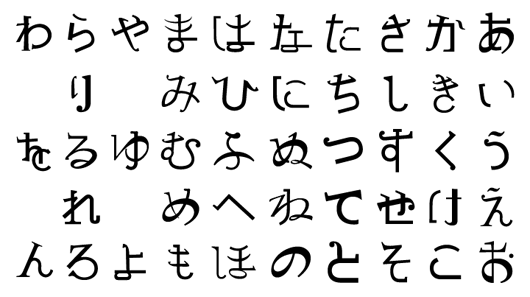 あいうえお
かきくけこ
さしすせそ
たちつてと
なにぬねの
はひふへほ
まみむめも
やゆよ
らりるれろ
わをん